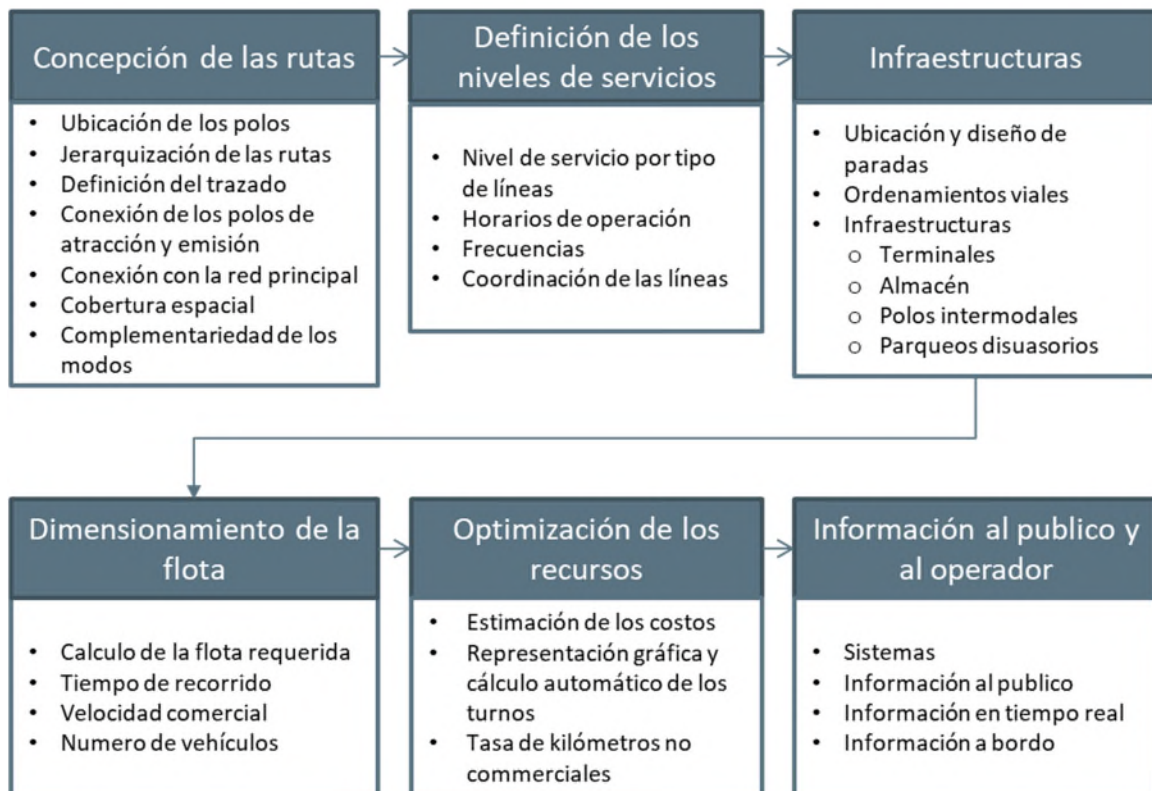 Concepción de las rutas
• Ubicación de los polos
• Jerarquización de las rutas
• Definición del trazado
• Conexión de los polos de
atracción y emisión
• Conexión con la red principal
• Cobertura espacial
• Complementariedad de los
modos
Definición de los
niveles de servicios
• Nivel de servicio por tipo
de líneas
• Horarios de operación
• Frecuencias
• Coordinación de las líneas
Infraestructuras
• Ubicación y diseño de
paradas
• Ordenamientos viales
• Infraestructuras
o Terminales
o Almacén
o Polos intermodales
o Parqueos disuasorios
Dimensionamiento de la
flota
• Calculo de la flota requerida
• Tiempo de recorrido
• Velocidad comercial
• Numero de vehículos
Optimización de los
recursos
• Estimación de los costos
• Representación gráfica y
cálculo automático de los
turnos
• Tasa de kilómetros no
commerciales
Información al publico y
al operador
• Sistemas
• Información al publico
• Información en tiempo real
• Información a bordo